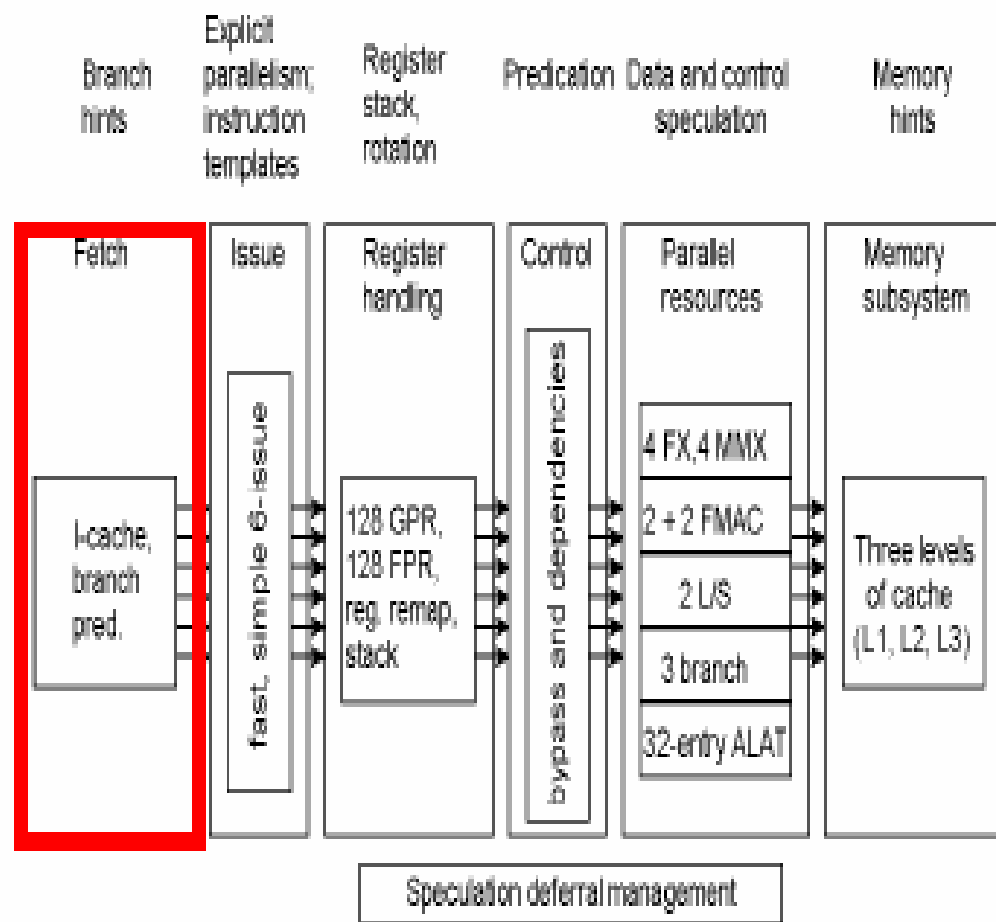 Branch
hints
Explicit
parallelism;
instruction
templates
Register
stack,
rotation
Predication
Data and control
speculation
Memory
hints
Fetch
I-cache,
branch
pred.
Issue
fast, simple 6-issue
Register
handling
128 GPR,
128 FPR,
reg. remap,
stack
Control
bypass and dependencies
Parallel
resources
4 FX,4 MMX
2 + 2 FMAC
2 L/S
3 branch
32-entry ALAT
Memory
subsystem
Three levels
of cache
(L1, L2, L3)
Speculation deferral management